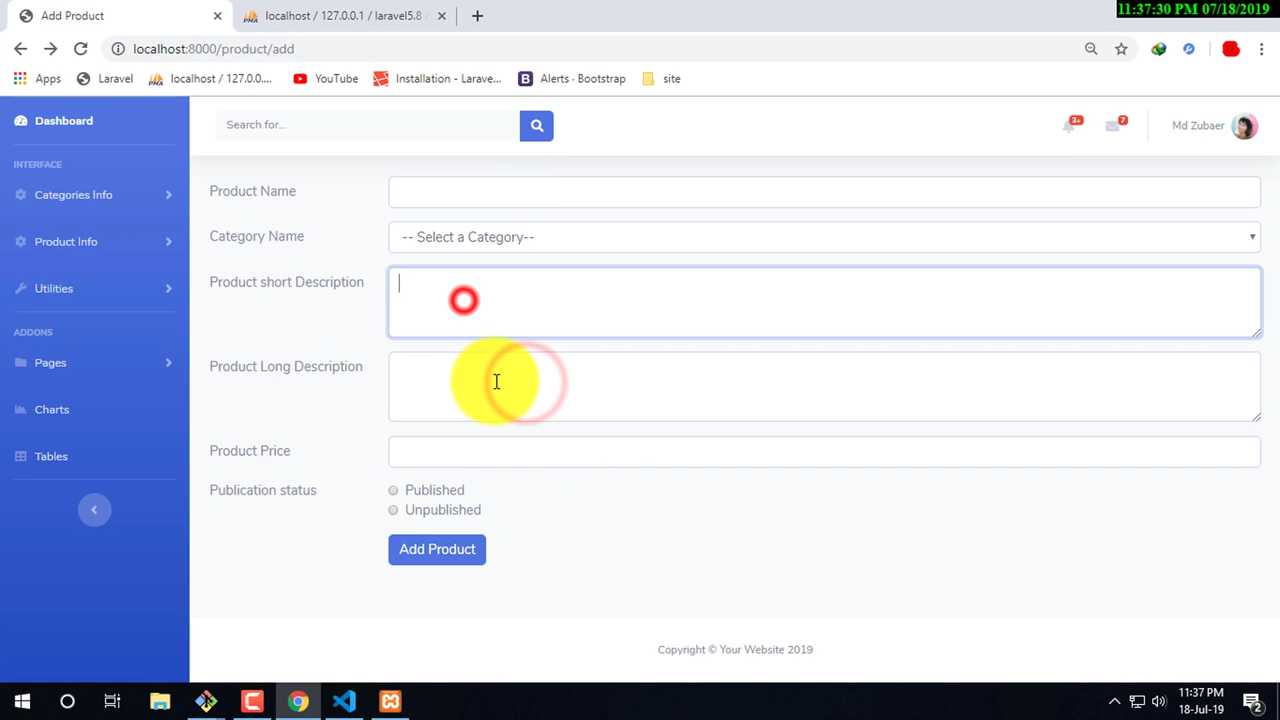 11:37:30 PM 07/18/2019
Add Product
localhost / 127.0.0.1 / laravel5.8 /
localhost:8000/product/add
Apps
Laravel
localhost / 127.0.0....
YouTube
Installation - Larave...
Alerts · Bootstrap
site
Dashboard
Search for...
3+
7
Md Zubaer
INTERFACE
Categories Info
Product Info
Utilities
ADDONS
Pages
Charts
Tables
Product Name
Category Name
-- Select a Category--
Product short Description
Product Long Description
Product Price
Publication status
Published
Unpublished
Add Product
Copyright © Your Website 2019
11:37 PM
18-Jul-19
2